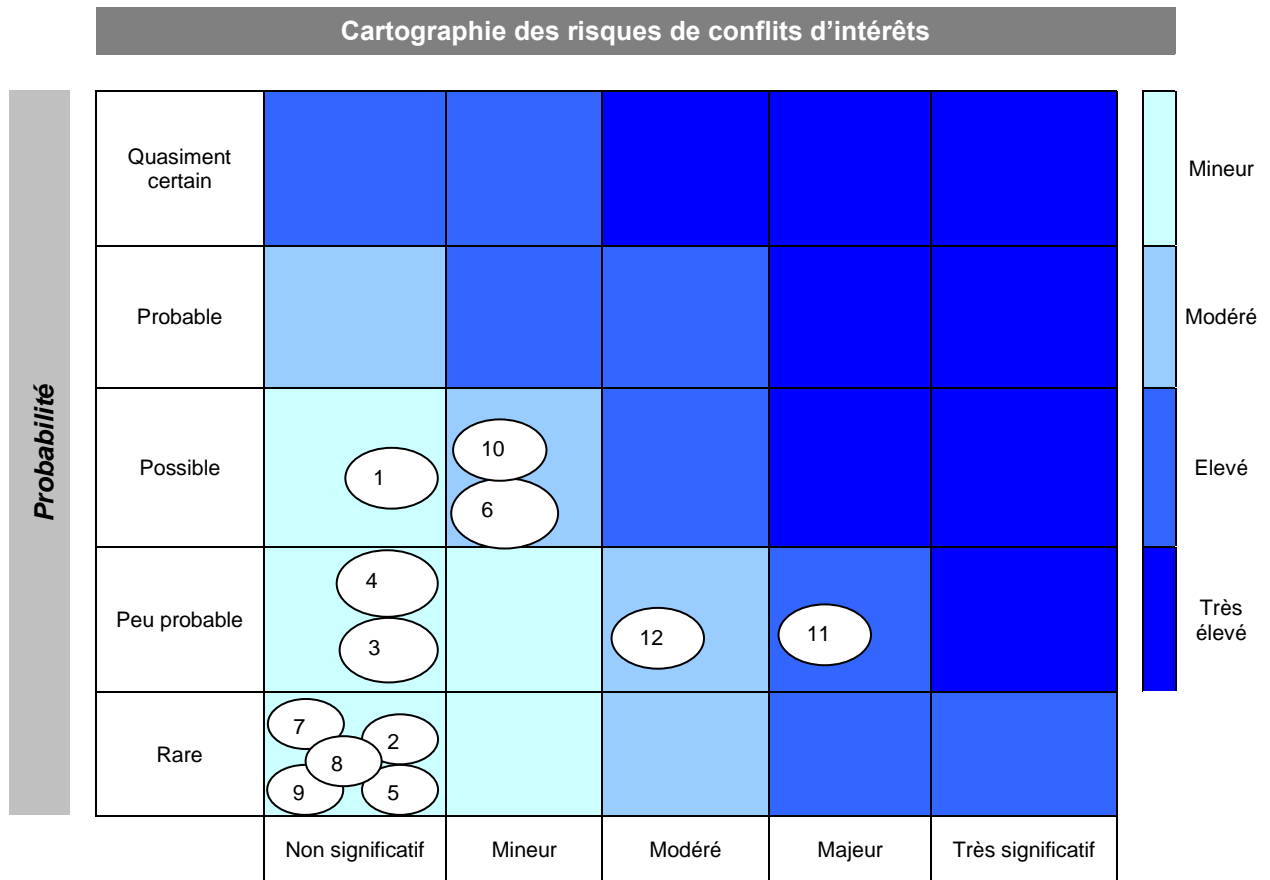 Cartographie des risques de conflits d’intérêts
Probabilité
Quasiment
certain
Mineur
Probable
Modéré
Possible
1
10
6
Elevé
Peu probable
4
3
12
11
Très
élevé
Rare
7
2
8
9
5
Non significatif
Mineur
Modéré
Majeur
Très significatif